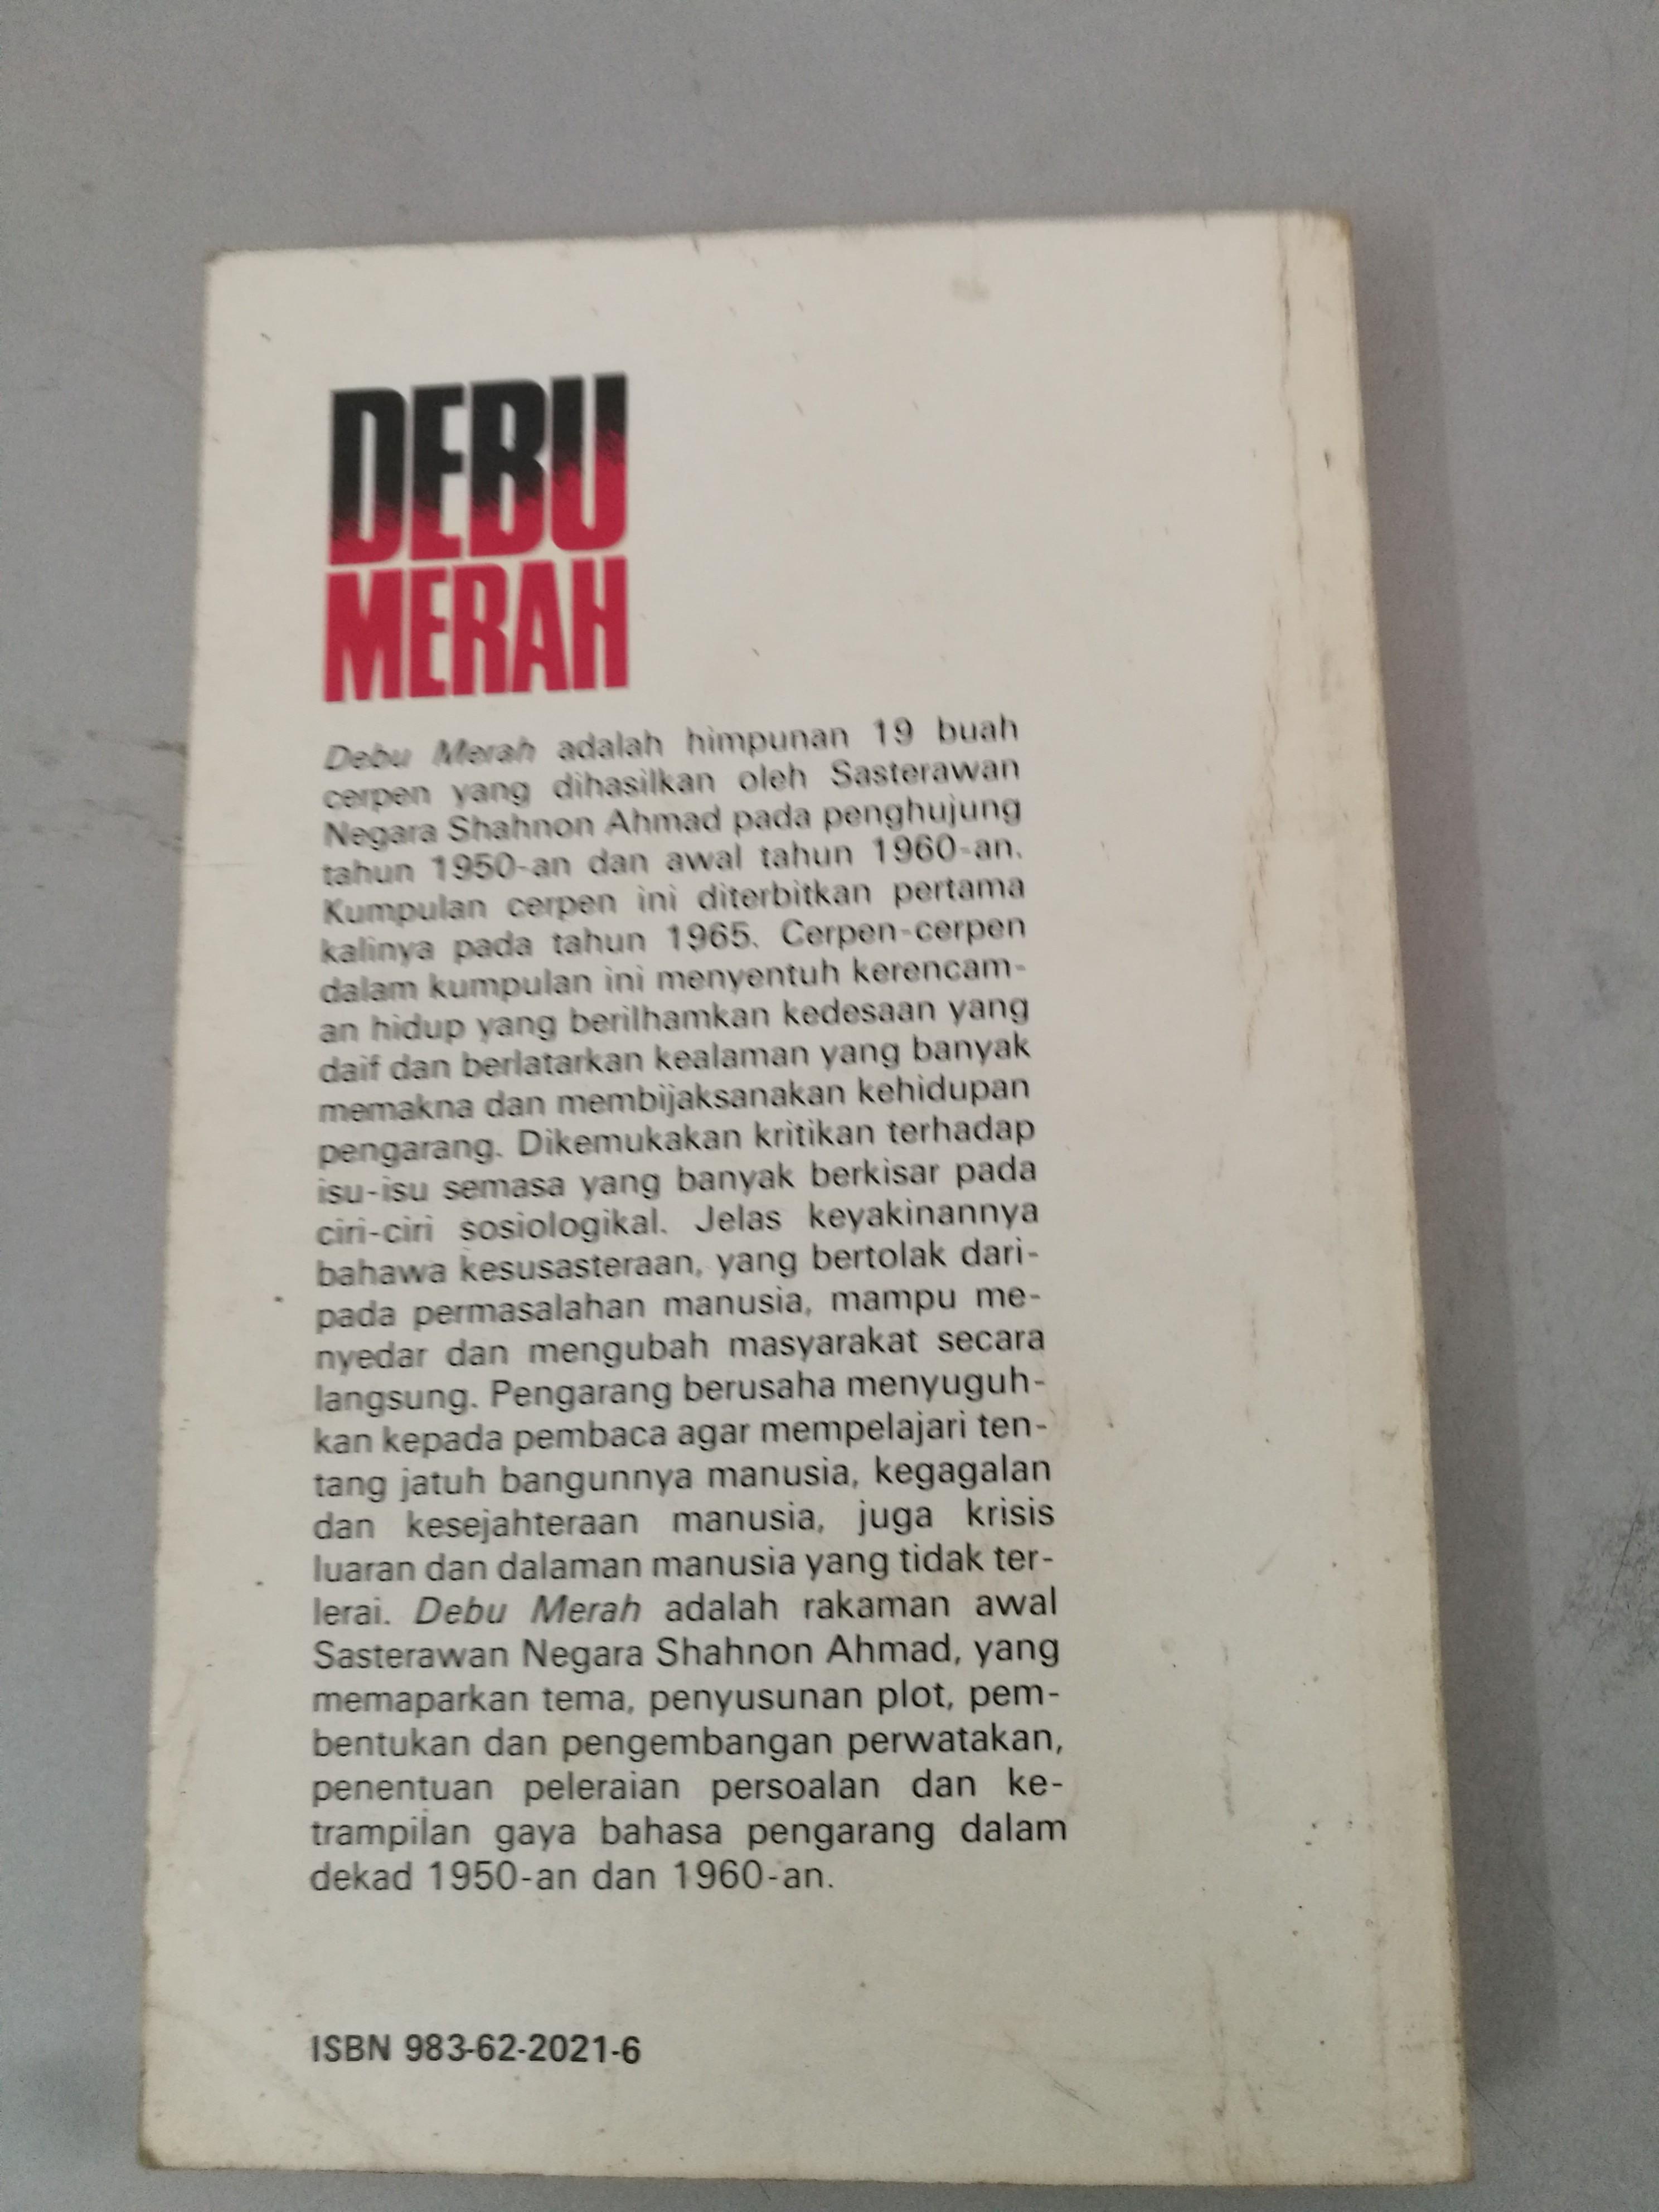 DEBU
MERAH
Debu Merah adalah himpunan 19 buah
cerpen yang dihasilkan oleh Sasterawan
Negara Shahnon Ahmad pada penghujung
tahun 1950-an dan awal tahun 1960-an.
Kumpulan cerpen ini diterbitkan pertama
kalinya pada tahun 1965. Cerpen-cerpen
dalam kumpulan ini menyentuh kerencam-
an hidup yang berilhamkan kedesaan yang
daif dan berlatarkan kealaman yang banyak
memakna dan membijaksanakan kehidupan
pengarang. Dikemukakan kritikan terhadap
isu-isu semasa yang banyak berkisar pada
ciri-ciri sosiologikal. Jelas keyakinannya
bahawa kesusasteraan, yang bertolak dari-
pada permasalahan manusia, mampu me-
nyedar dan mengubah masyarakat secara
langsung. Pengarang berusaha menyuguh-
kan kepada pembaca agar mempelajari ten-
tang jatuh bangunnya manusia, kegagalan
dan kesejahteraan manusia, juga krisis
luaran dan dalaman manusia yang tidak ter-
lerai. Debu Merah adalah rakaman awal
Sasterawan Negara Shahnon Ahmad, yang
memaparkan tema, penyusunan plot, pem-
bentukan dan pengembangan perwatakan,
penentuan peleraian persoalan dan ke-
trampilan gaya bahasa pengarang dalam
dekad 1950-an dan 1960-an.
ISBN 983-62-2021-6